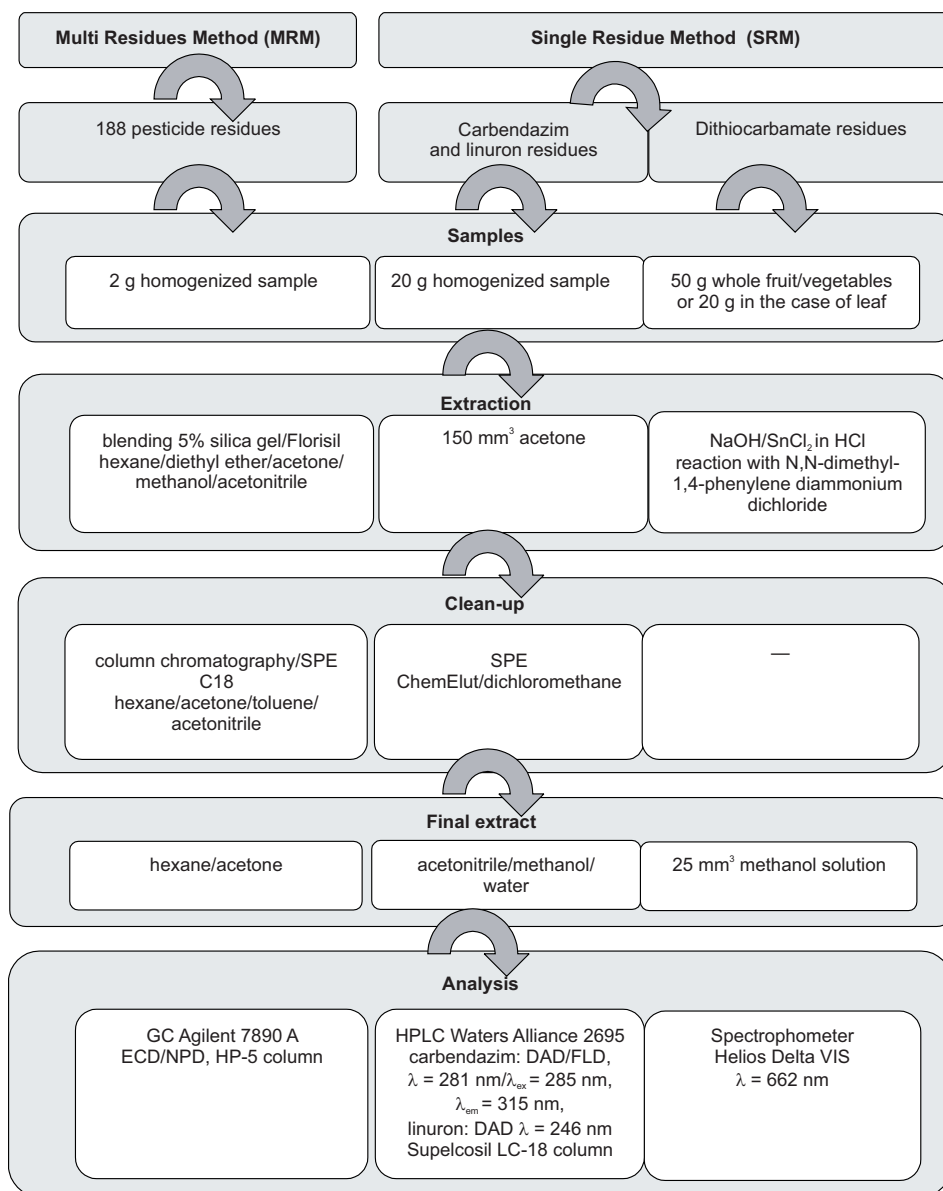 Multi Residues Method (MRM)
Single Residue Method (SRM)
188 pesticide residues
Carbendazim
and linuron residues
Dithiocarbamate residues
Samples
2 g homogenized sample
20 g homogenized sample
50 g whole fruit/vegetables
or 20 g in the case of leaf
Extraction
blending 5% silica gel/Florisil
hexane/diethyl ether/acetone/
methanol/acetonitrile
150 mm³ acetone
NaOH/SnCl₂ in HCl
reaction with N,N-dimethyl-
1,4-phenylene diammonium
dichloride
Clean-up
column chromatography/SPE
C18
hexane/acetone/toluene/
acetonitrile
SPE
ChemElut/dichloromethane
—
Final extract
hexane/acetone
acetonitrile/methanol/
water
25 mm³ methanol solution
Analysis
GC Agilent 7890 A
ECD/NPD, HP-5 column
HPLC Waters Alliance 2695
carbendazim: DAD/FLD,
λ = 281 nm/λex = 285 nm,
λem = 315 nm,
linuron: DAD λ = 246 nm
Supelcosil LC-18 column
Spectrophotometer
Helios Delta VIS
λ = 662 nm